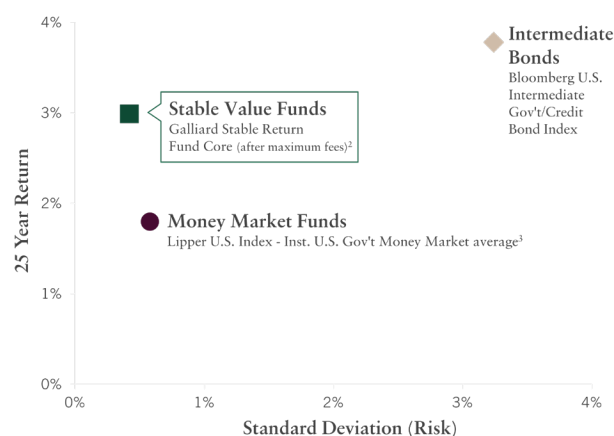 4%
Intermediate
Bonds
Bloomberg U.S.
Intermediate
Gov't/Credit
Bond Index
3%
Stable Value Funds
Galliard Stable Return
Fund Core (after maximum fees)²
25 Year Return
2%
Money Market Funds
Lipper U.S. Index - Inst. U.S. Gov't Money Market average³
1%
0%
0% 1% 2% 3% 4%
Standard Deviation (Risk)